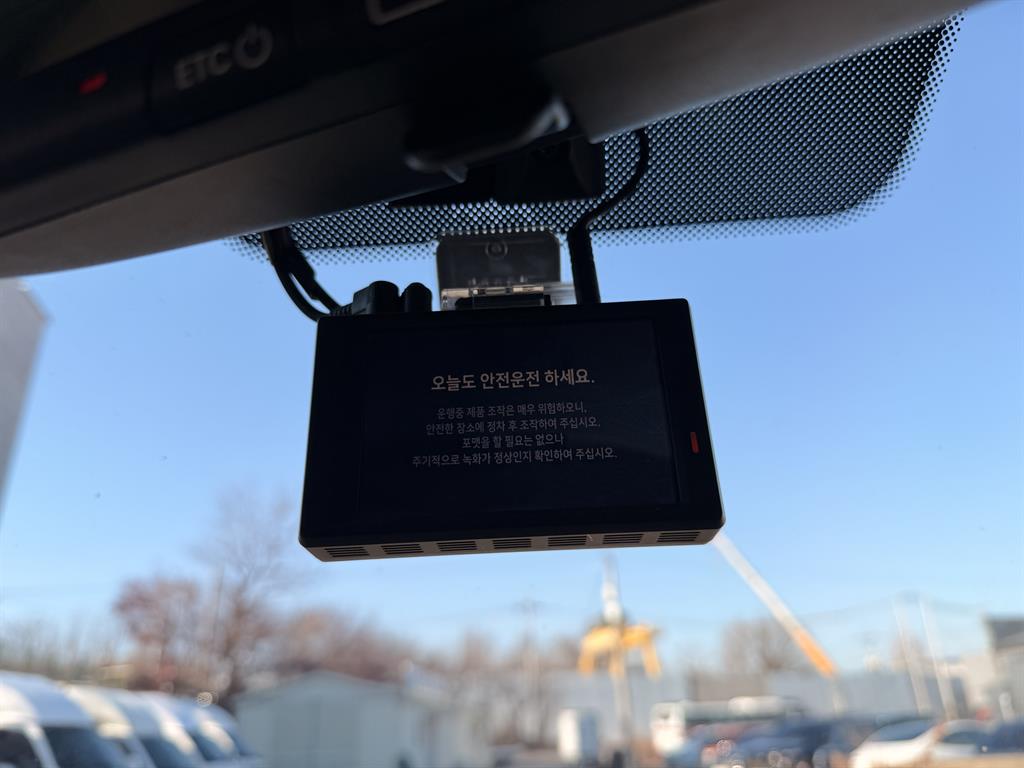 ETC
오늘도 안전운전 하세요.
운행중 제품 조작은 매우 위험하오니,
안전한 장소에 정차 후 조작하여 주십시오.
포맷을 할 필요는 없으나
주기적으로 녹화가 정상인지 확인하여 주십시오.